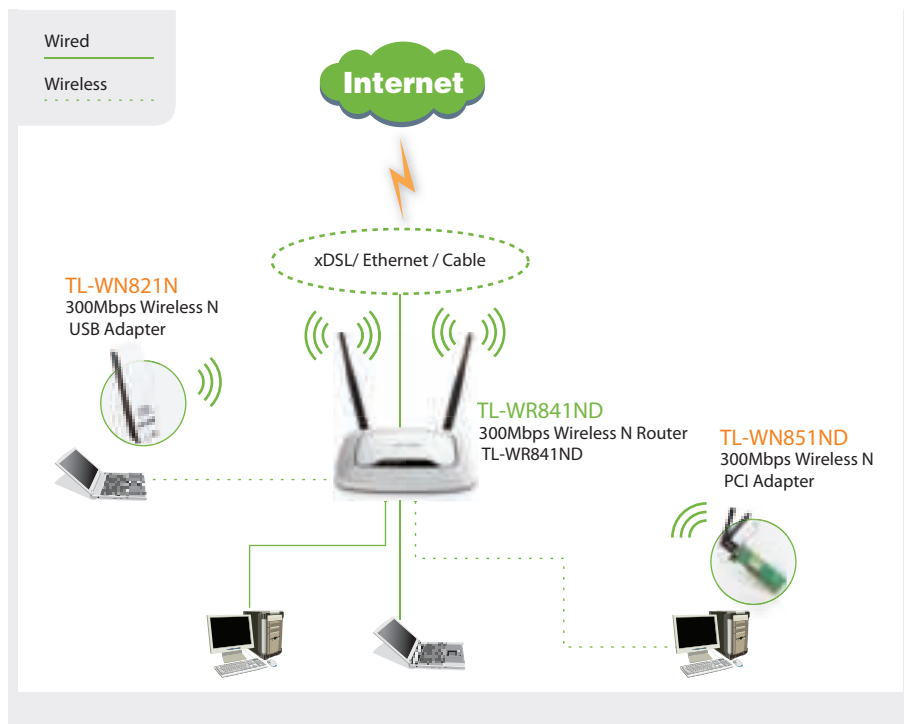 Wired
Wireless
Internet
xDSL/ Ethernet / Cable
TL-WN821N
300Mbps Wireless N
USB Adapter
TL-WR841ND
300Mbps Wireless N Router
TL-WR841ND
TL-WN851ND
300Mbps Wireless N
PCI Adapter